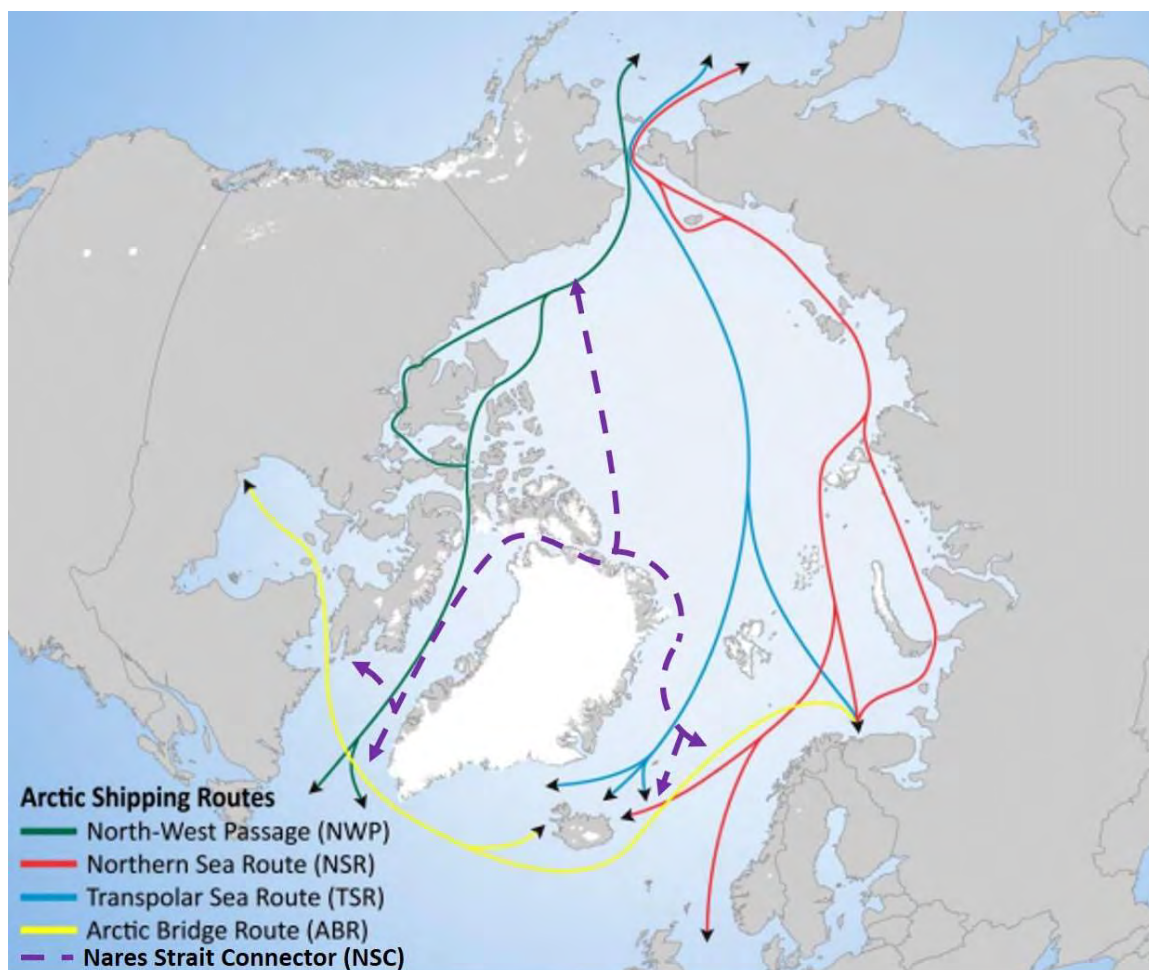 Arctic Shipping Routes
North-West Passage (NWP)
Northern Sea Route (NSR)
Transpolar Sea Route (TSR)
Arctic Bridge Route (ABR)
Nares Strait Connector (NSC)